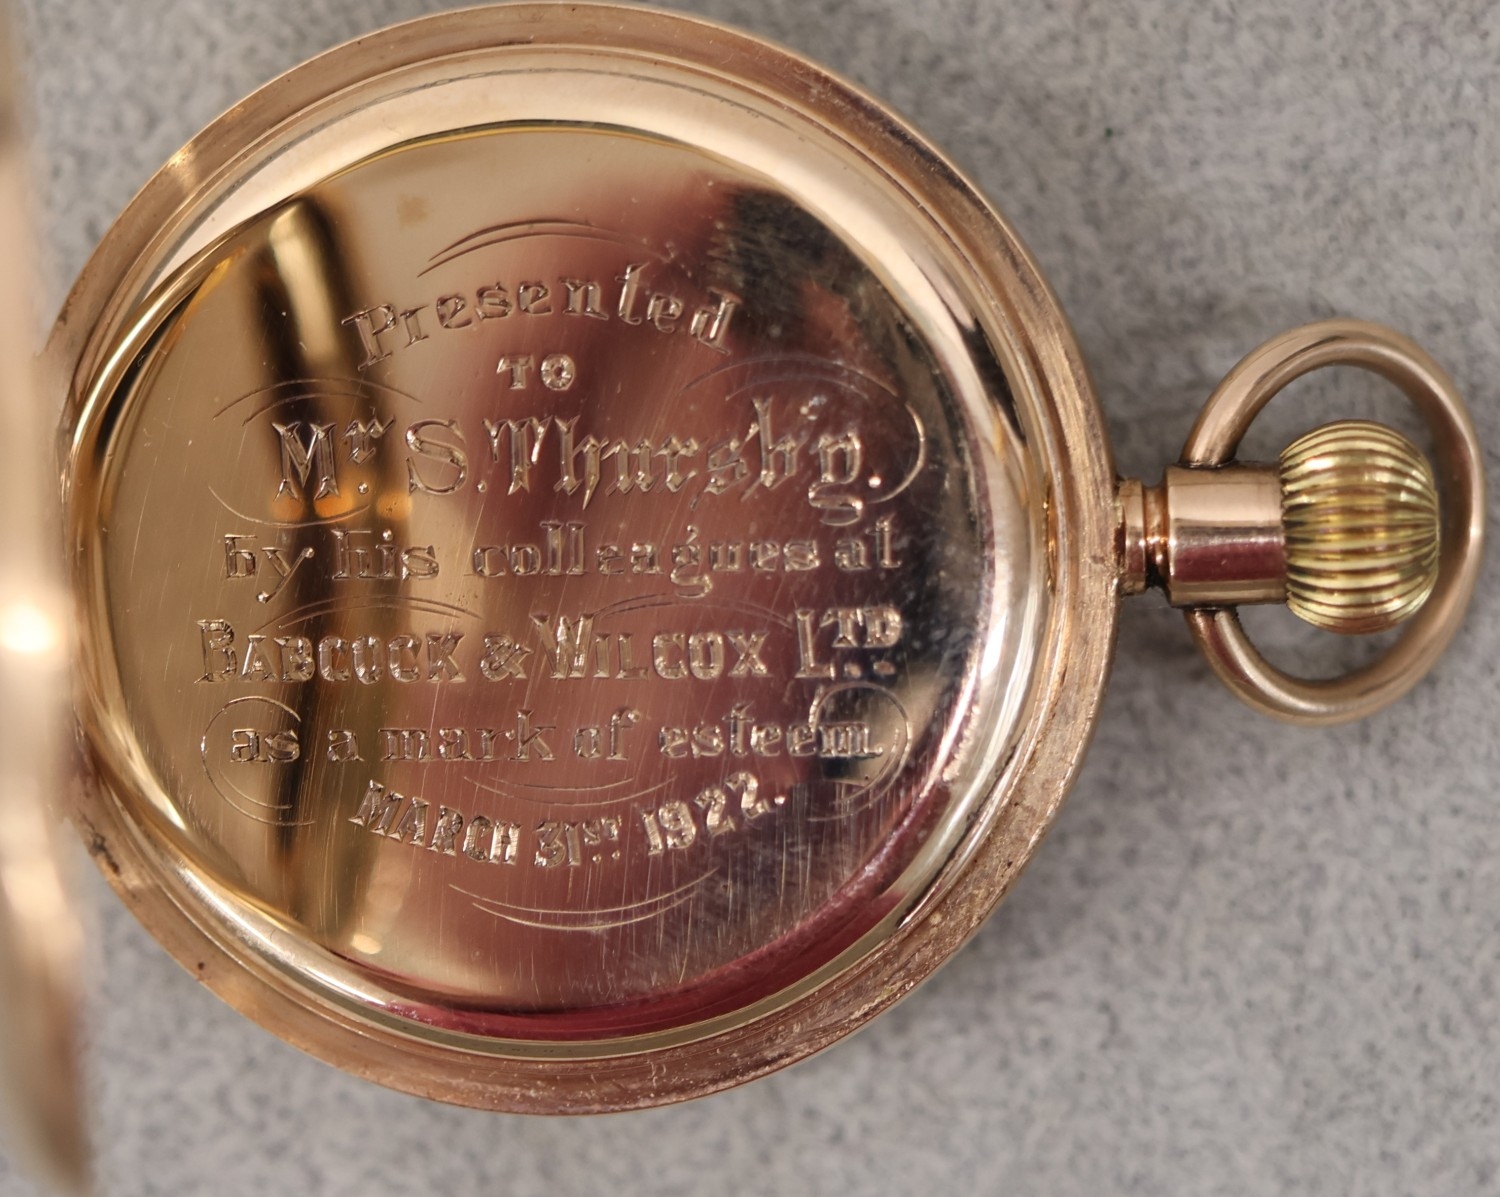 Presented
TO
Mr. S. Thursby.
by his colleagues at
BABCOCK & WILCOX LTD.
as a mark of esteem.
MARCH 31ST. 1922.